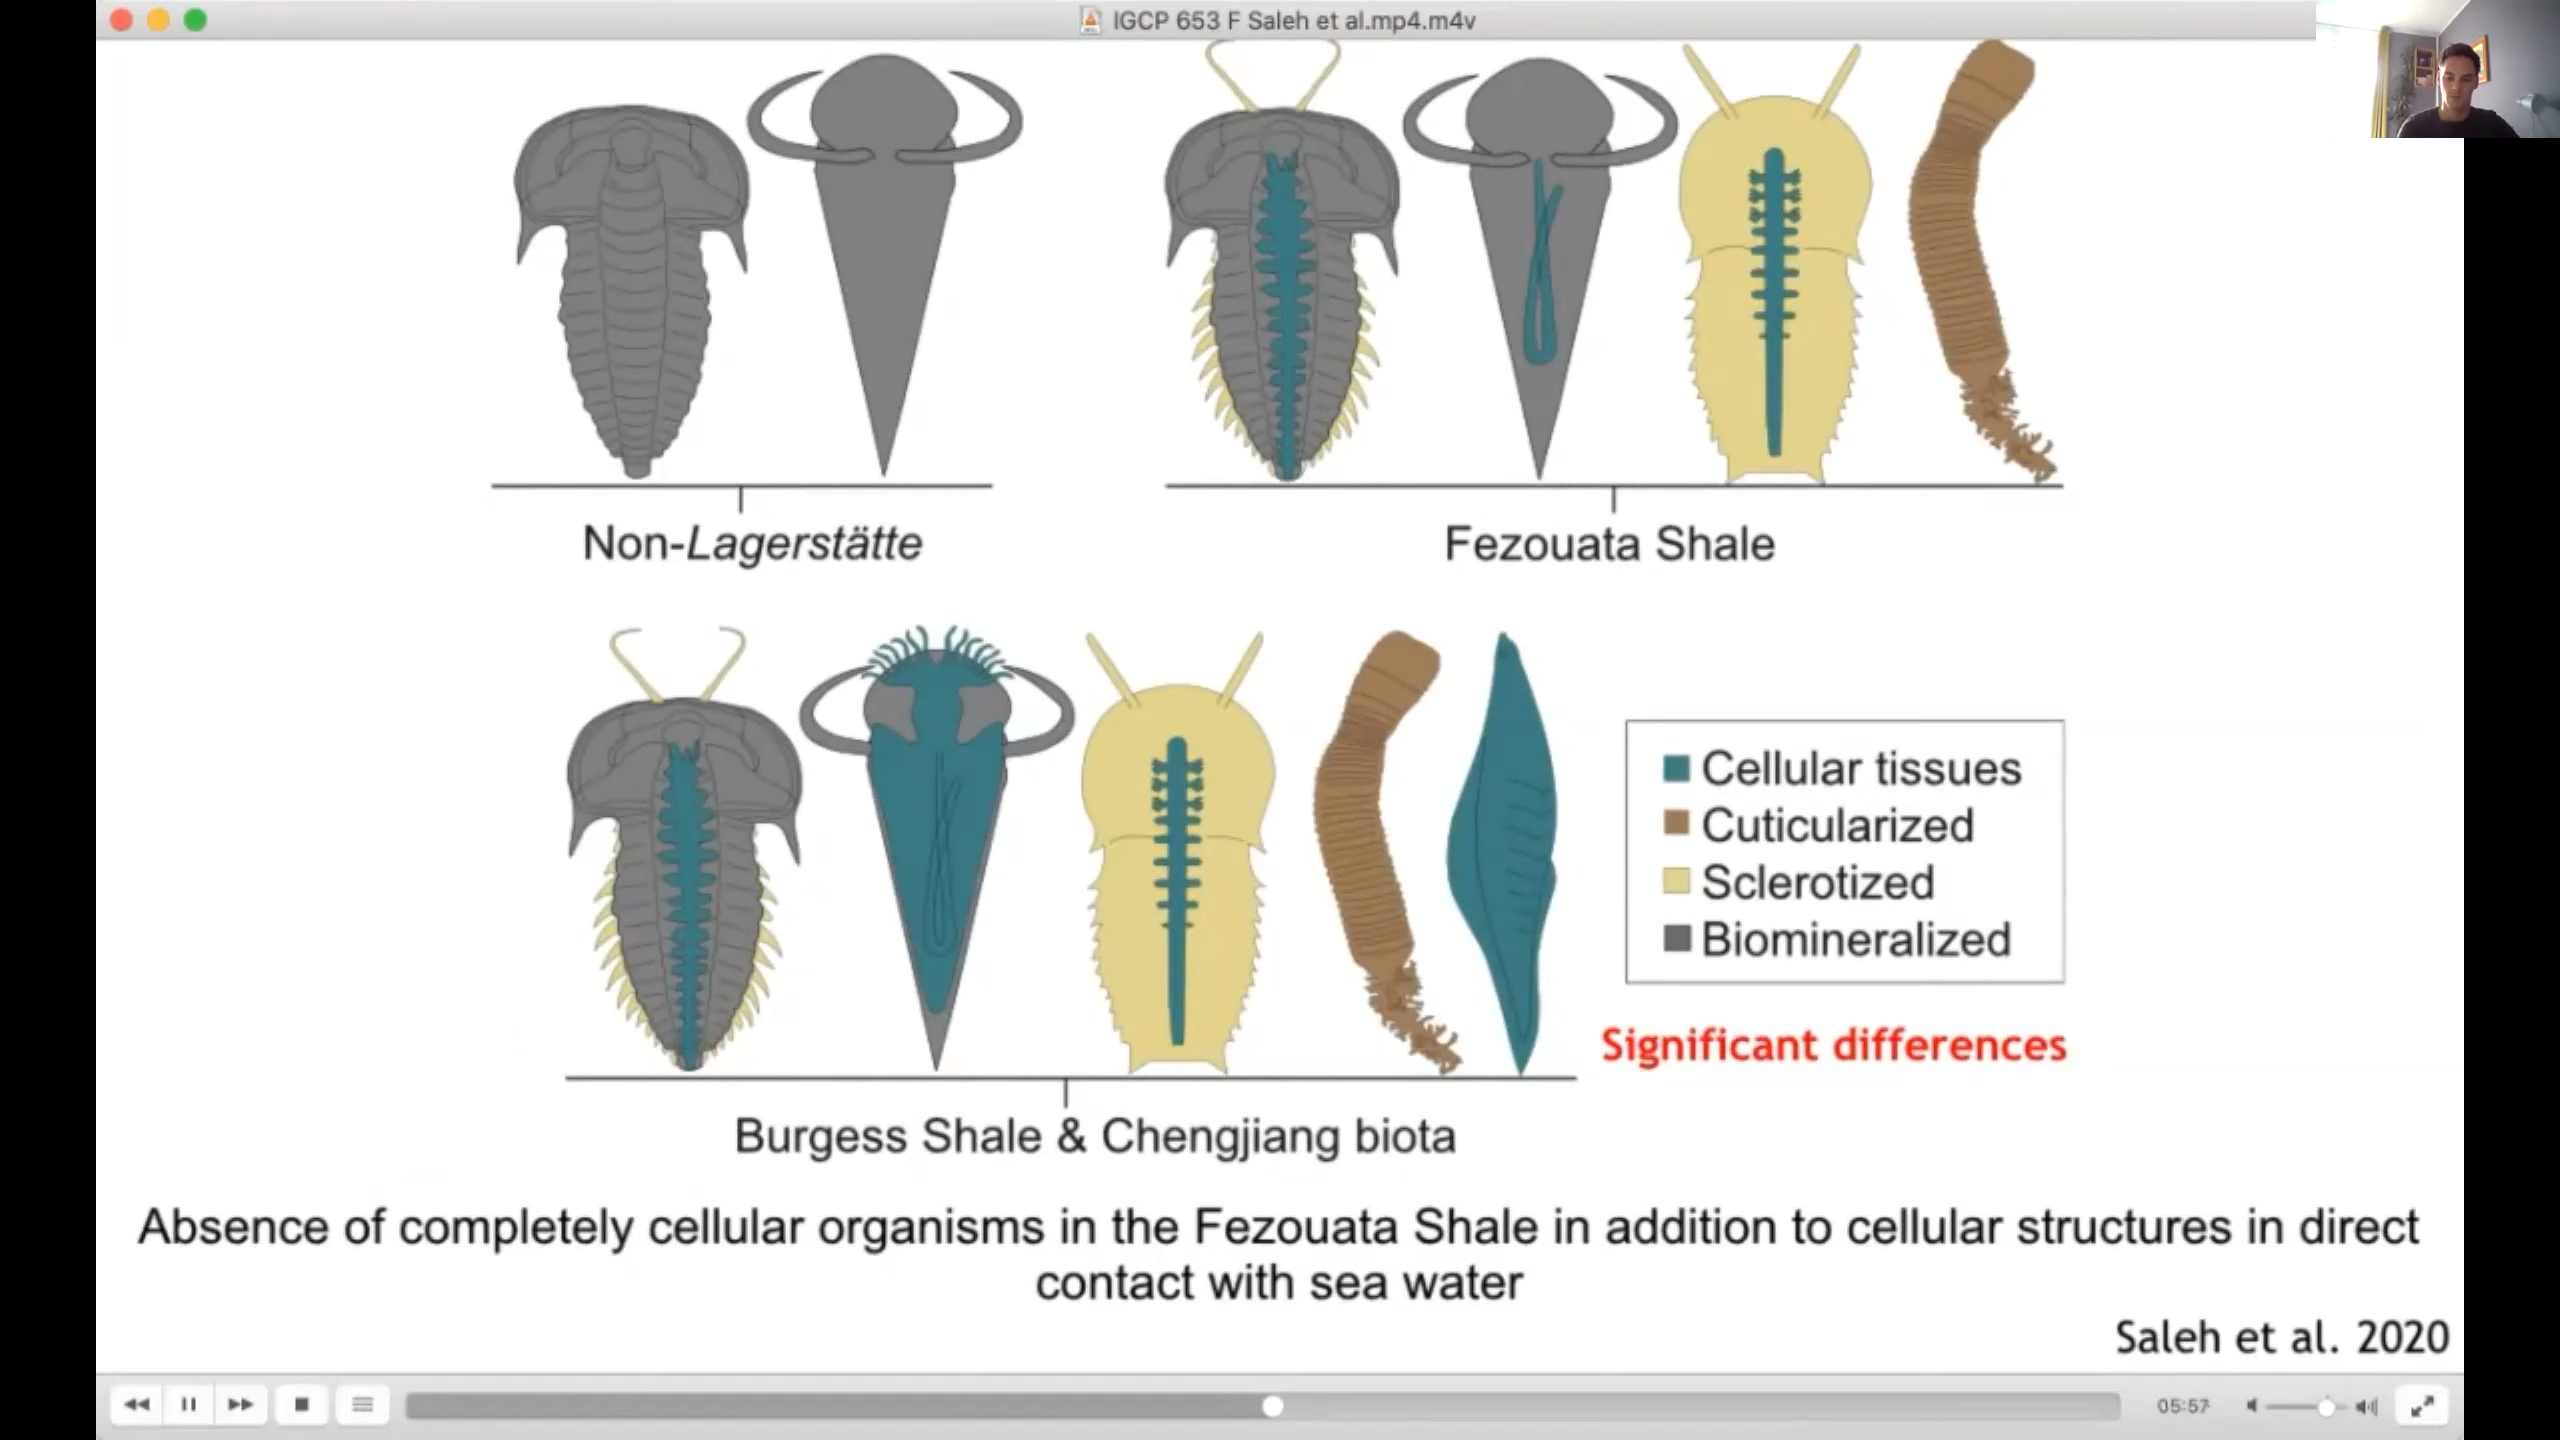 IGCP 653 F Saleh et al.mp4.m4v
Non-Lagerstätte
Fezouata Shale
Cellular tissues
Cuticularized
Sclerotized
Biomineralized
Significant differences
Burgess Shale & Chengjiang biota
Absence of completely cellular organisms in the Fezouata Shale in addition to cellular structures in direct
contact with sea water
Saleh et al. 2020
05:57